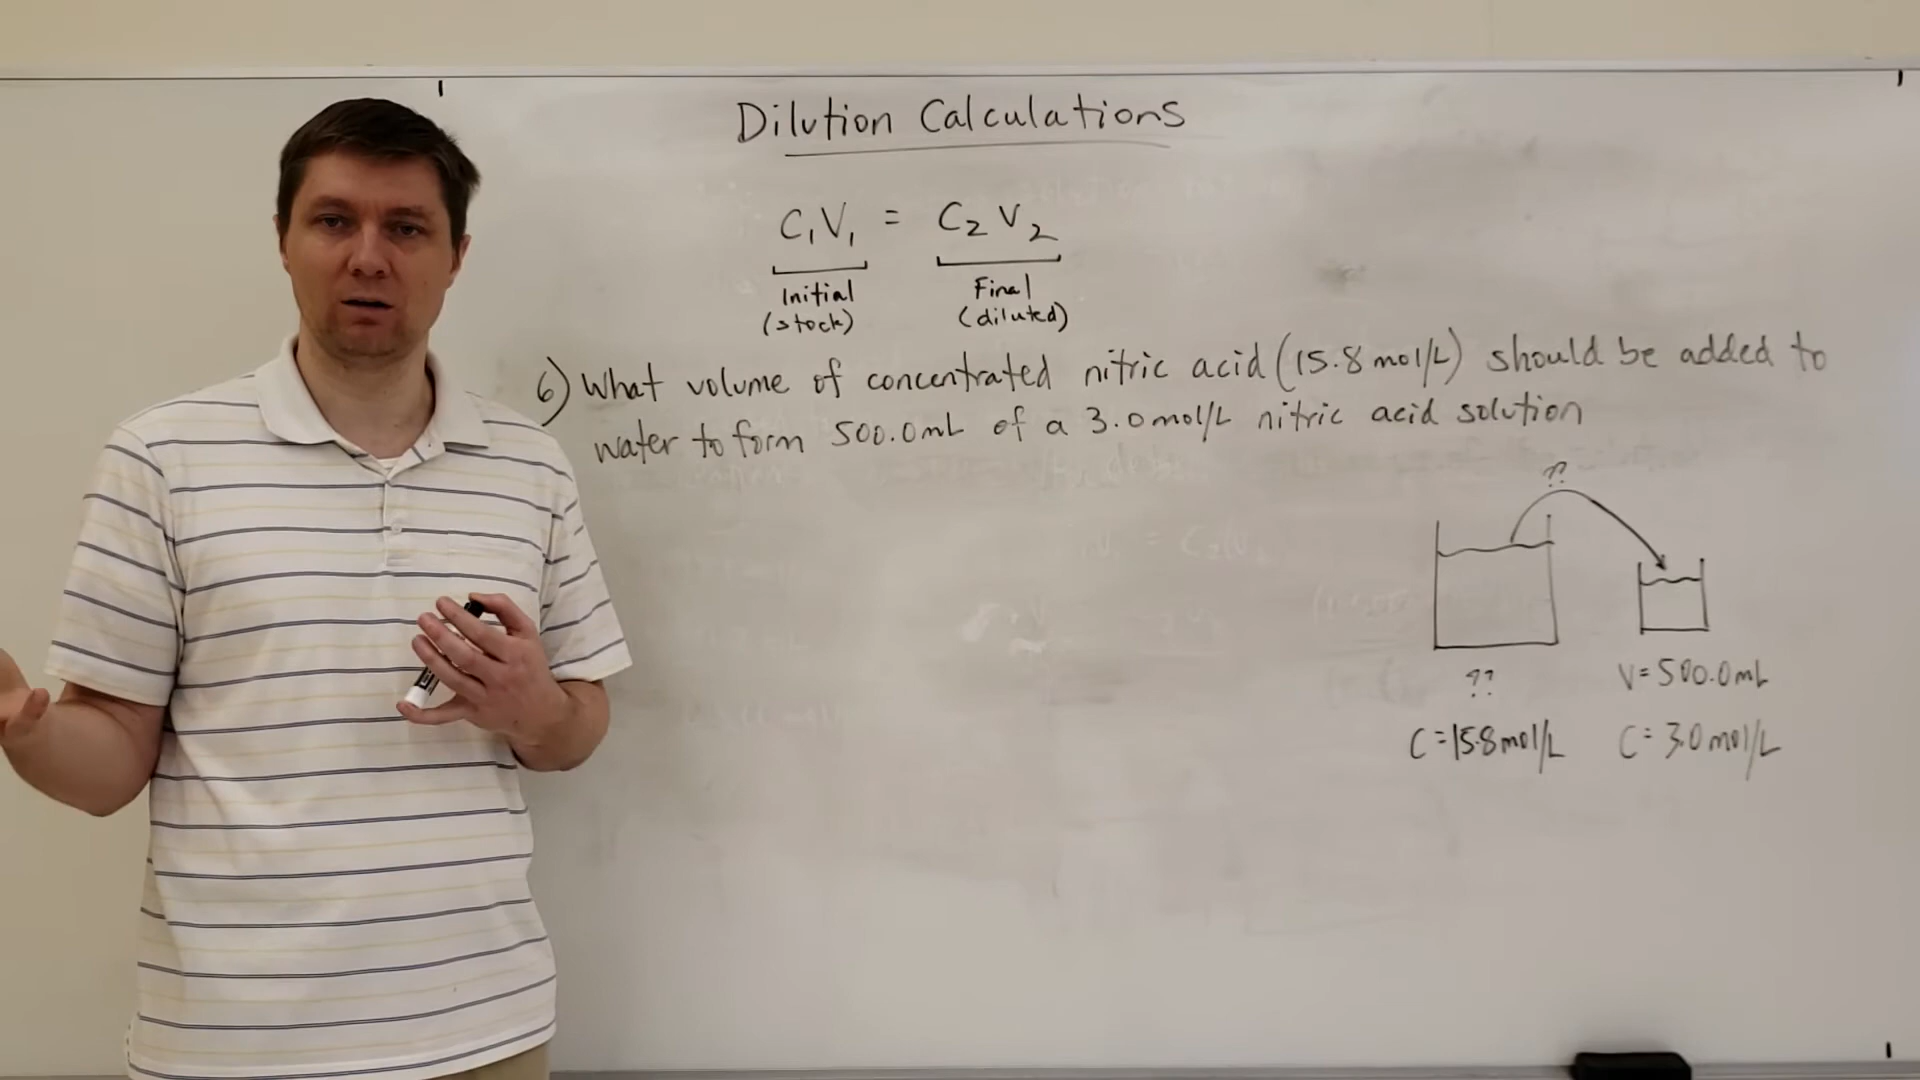 Dilution Calculations
C₁V₁ = C₂V₂
Initial Final
(stock) (diluted)
6) What volume of concentrated nitric acid (15.8 mol/L) should be added to
water to form 500.0mL of a 3.0mol/L nitric acid solution
??
?? V=500.0mL
C=15.8mol/L C=3.0mol/L